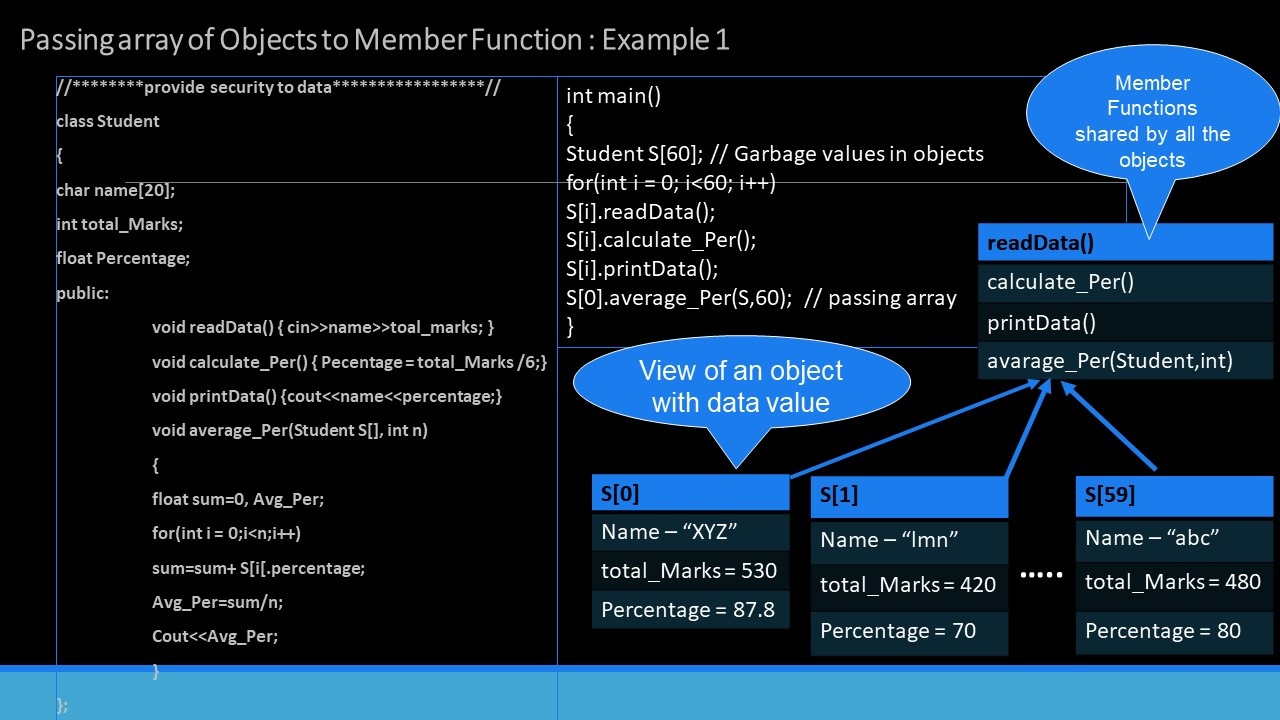 Passing array of Objects to Member Function : Example 1
//********provide security to data*****************//
class Student
{
char name[20];
int total_Marks;
float Percentage;
public:
void readData() { cin>>name>>toal_marks; }
void calculate_Per() { Pecentage = total_Marks /6;}
void printData() {cout<<name<<percentage;}
void average_Per(Student S[], int n)
{
float sum=0, Avg_Per;
for(int i = 0;i<n;i++)
sum=sum+ S[i[.percentage;
Avg_Per=sum/n;
Cout<<Avg_Per;
}
};
int main()
{
Student S[60]; // Garbage values in objects
for(int i = 0; i<60; i++)
S[i].readData();
S[i].calculate_Per();
S[i].printData();
S[0].average_Per(S,60); // passing array
}
Member
Functions
shared by all the
objects
readData()
calculate_Per()
printData()
avarage_Per(Student,int)
View of an object
with data value
S[0]
Name – “XYZ”
total_Marks = 530
Percentage = 87.8
S[1]
Name – “lmn”
total_Marks = 420
Percentage = 70
.....
S[59]
Name – “abc”
total_Marks = 480
Percentage = 80